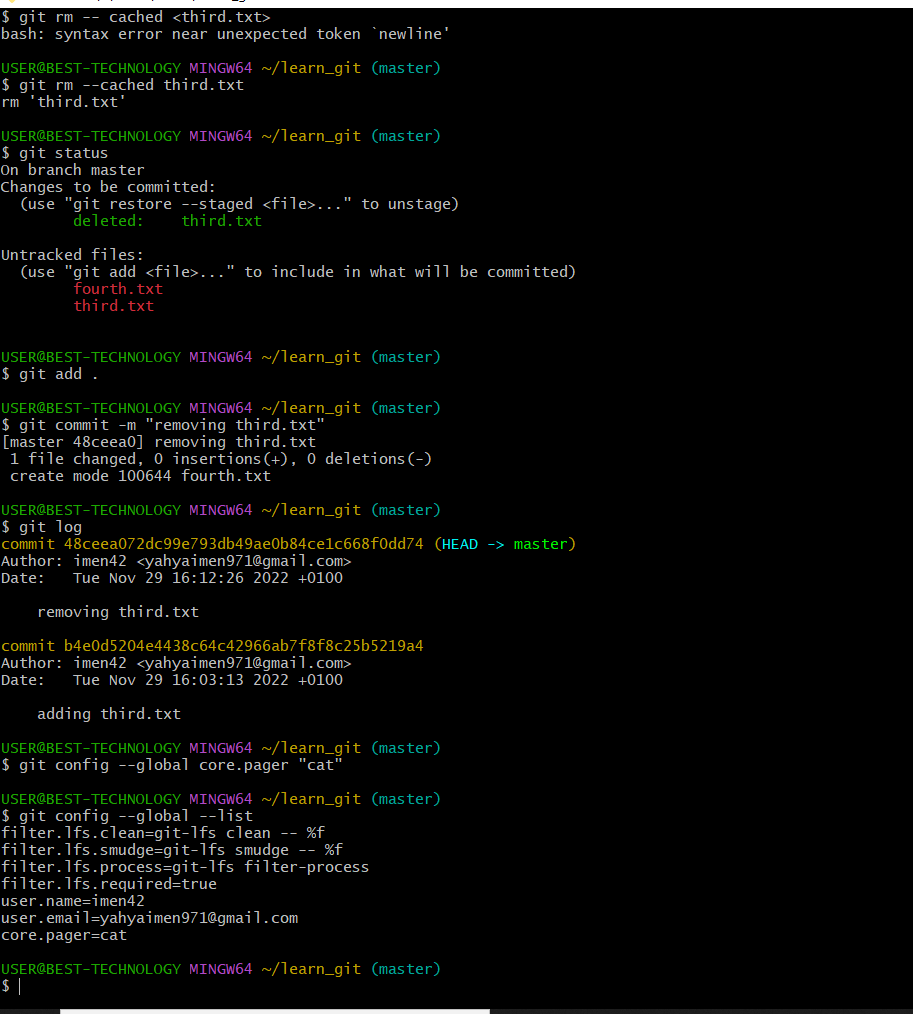 $ git rm -- cached <third.txt>
bash: syntax error near unexpected token `newline'
USER@BEST-TECHNOLOGY MINGW64 ~/learn_git (master)
$ git rm --cached third.txt
rm 'third.txt'
USER@BEST-TECHNOLOGY MINGW64 ~/learn_git (master)
$ git status
On branch master
Changes to be committed:
  (use "git restore --staged <file>..." to unstage)
        deleted:    third.txt
Untracked files:
  (use "git add <file>..." to include in what will be committed)
        fourth.txt
        third.txt
USER@BEST-TECHNOLOGY MINGW64 ~/learn_git (master)
$ git add .
USER@BEST-TECHNOLOGY MINGW64 ~/learn_git (master)
$ git commit -m "removing third.txt"
[master 48ceea0] removing third.txt
 1 file changed, 0 insertions(+), 0 deletions(-)
 create mode 100644 fourth.txt
USER@BEST-TECHNOLOGY MINGW64 ~/learn_git (master)
$ git log
commit 48ceea072dc99e793db49ae0b84ce1c668f0dd74 (HEAD -> master)
Author: imen42 <yahyaimen971@gmail.com>
Date:   Tue Nov 29 16:12:26 2022 +0100
    removing third.txt
commit b4e0d5204e4438c64c42966ab7f8f8c25b5219a4
Author: imen42 <yahyaimen971@gmail.com>
Date:   Tue Nov 29 16:03:13 2022 +0100
    adding third.txt
USER@BEST-TECHNOLOGY MINGW64 ~/learn_git (master)
$ git config --global core.pager "cat"
USER@BEST-TECHNOLOGY MINGW64 ~/learn_git (master)
$ git config --global --list
filter.lfs.clean=git-lfs clean -- %f
filter.lfs.smudge=git-lfs smudge -- %f
filter.lfs.process=git-lfs filter-process
filter.lfs.required=true
user.name=imen42
user.email=yahyaimen971@gmail.com
core.pager=cat
USER@BEST-TECHNOLOGY MINGW64 ~/learn_git (master)
$